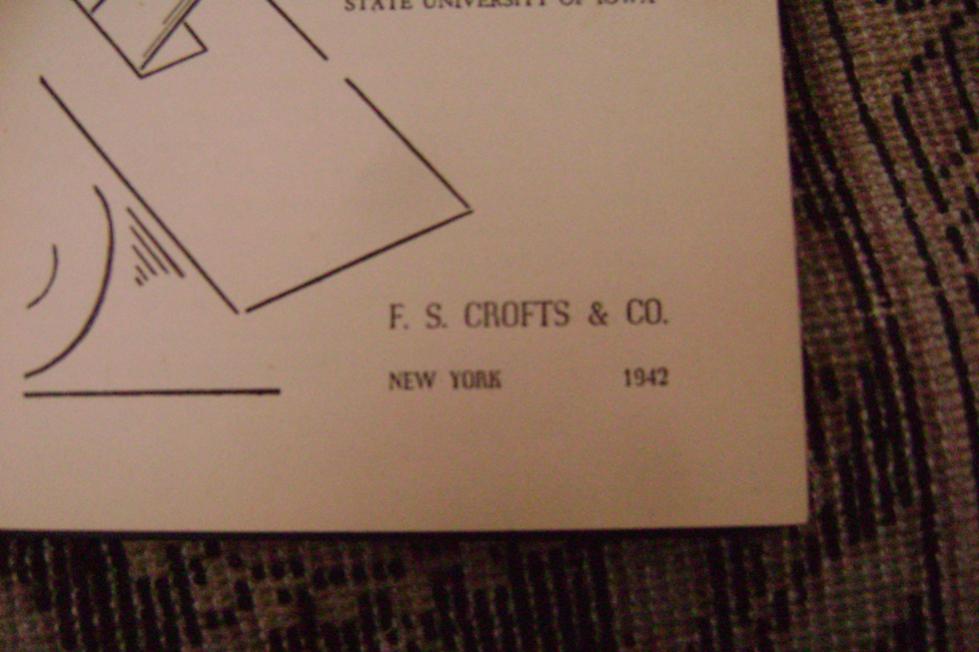 STATE UNIVERSITY OF IOWA
F. S. CROFTS & CO.
NEW YORK 1942